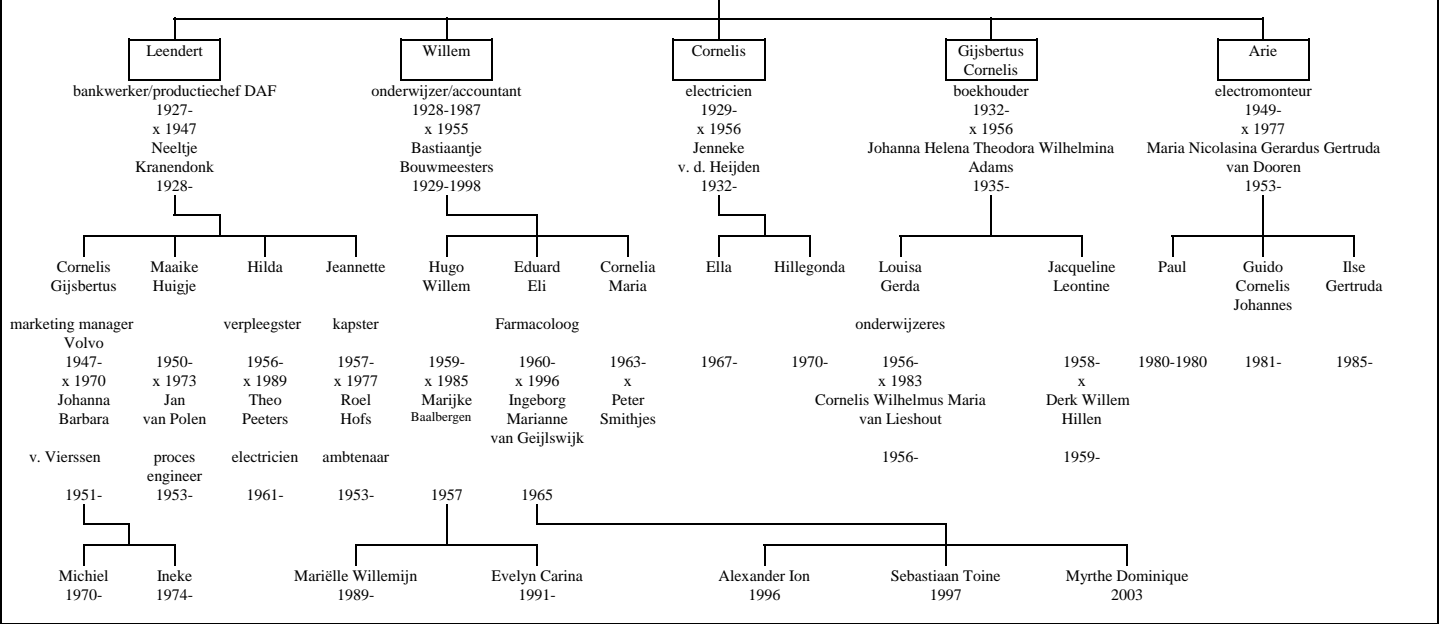 Leendert
bankwerker/productiechef DAF
1927-
x 1947
Neeltje
Kranendonk
1928-
Willem
onderwijzer/accountant
1928-1987
x 1955
Bastiaantje
Bouwmeesters
1929-1998
Cornelis
electricien
1929-
x 1956
Jenneke
v. d. Heijden
1932-
Gijsbertus
Cornelis
boekhouder
1932-
x 1956
Johanna Helena Theodora Wilhelmina
Adams
1935-
Arie
electromonteur
1949-
x 1977
Maria Nicolasina Gerardus Gertruda
van Dooren
1953-
Cornelis
Gijsbertus
marketing manager
Volvo
1947-
x 1970
Johanna
Barbara
v. Vierssen
1951-
Maaike
Huigje
1950-
x 1973
Jan
van Polen
proces
engineer
1953-
Hilda
verpleegster
1956-
x 1989
Theo
Peeters
electricien
1961-
Jeannette
kapster
1957-
x 1977
Roel
Hofs
ambtenaar
1953-
Hugo
Willem
1959-
x 1985
Marijke
Baalbergen
1957
Eduard
Eli
Farmacoloog
1960-
x 1996
Ingeborg
Marianne
van Geijlswijk
1965
Cornelia
Maria
1963-
x
Peter
Smithjes
Ella
1967-
Hillegonda
1970-
Louisa
Gerda
onderwijzeres
1956-
x 1983
Cornelis Wilhelmus Maria
van Lieshout
1956-
Jacqueline
Leontine
1958-
x
Derk Willem
Hillen
1959-
Paul
1980-1980
Guido
Cornelis
Johannes
1981-
Ilse
Gertruda
1985-
Michiel
1970-
Ineke
1974-
Mariëlle Willemijn
1989-
Evelyn Carina
1991-
Alexander Ion
1996
Sebastiaan Toine
1997
Myrthe Dominique
2003